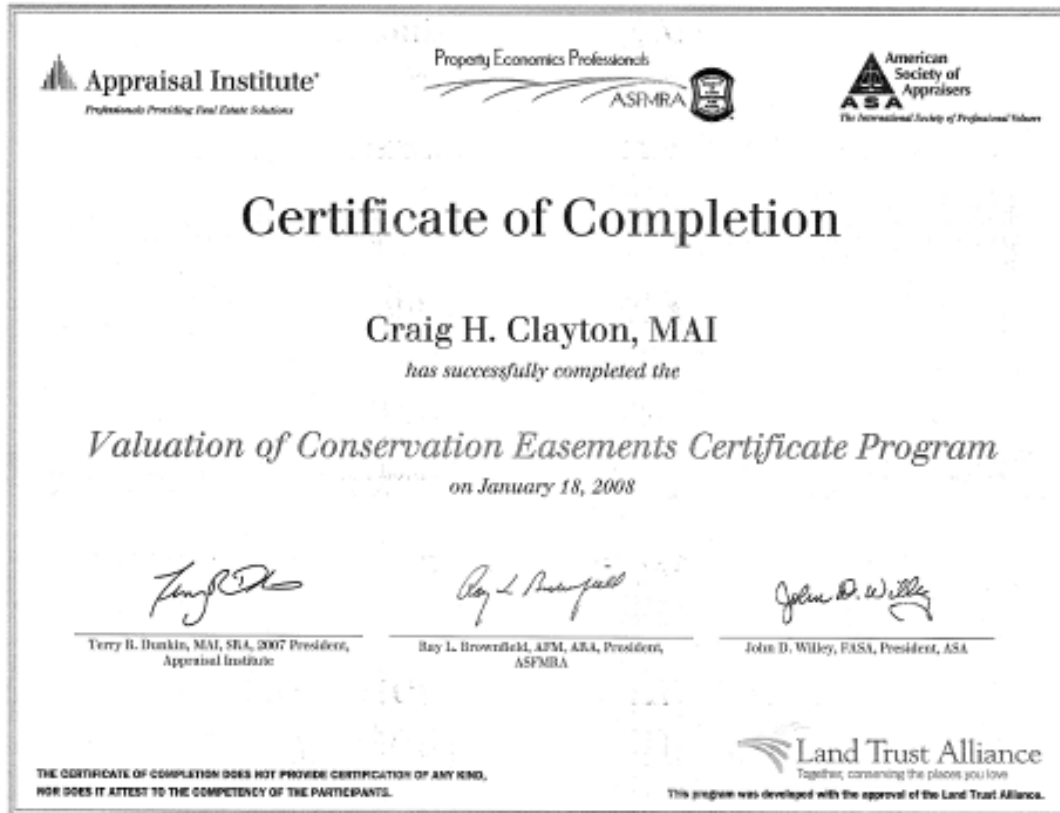 Appraisal Institute®
Professionals Providing Real Estate Solutions
Property Economics Professionals
ASFMRA
American
Society of
Appraisers
ASA
The International Society of Professional Valuers
Certificate of Completion
Craig H. Clayton, MAI
has successfully completed the
Valuation of Conservation Easements Certificate Program
on January 18, 2008
Terry R. Dunkin, MAI, SRA, 2007 President,
Appraisal Institute
Ray L. Brownfield, AFM, ARA, President,
ASFMRA
John D. Willey
John D. Willey, FASA, President, ASA
Land Trust Alliance
Together, conserving the places you love
THE CERTIFICATE OF COMPLETION DOES NOT PROVIDE CERTIFICATION OF ANY KIND,
NOR DOES IT ATTEST TO THE COMPETENCY OF THE PARTICIPANTS.
This program was developed with the approval of the Land Trust Alliance.